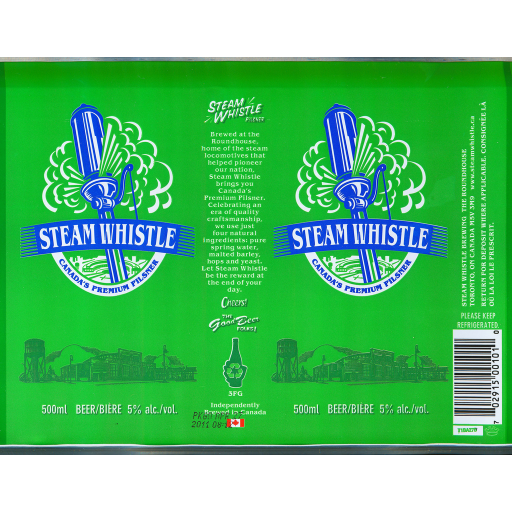 STEAM WHISTLE
CANADA'S PREMIUM PILSNER
500ml BEER/BIÈRE 5% alc./vol.
STEAM
WHISTLE
PILSNER
Brewed at the
Roundhouse,
home of the steam
locomotives that
helped pioneer
our nation,
Steam Whistle
brings you
Canada's
Premium Pilsner.
Celebrating an
era of quality
craftsmanship,
we use just
four natural
ingredients: pure
spring water,
malted barley,
hops and yeast.
Let Steam Whistle
be the reward at
the end of your
day.
Cheers!
THE
Good Beer
FOLKS!
3FG
Independently
Brewed in Canada
2011
STEAM WHISTLE
CANADA'S PREMIUM PILSNER
500ml BEER/BIÈRE 5% alc./vol.
STEAM WHISTLE BREWING THE ROUNDHOUSE
TORONTO, ON CANADA M5V 3M9 www.steamwhistle.ca
RETURN FOR DEPOSIT WHERE APPLICABLE. CONSIGNÉE LÀ
OÙ LA LOI LE PRESCRIT.
PLEASE KEEP
REFRIGERATED
7 02915 00101 0